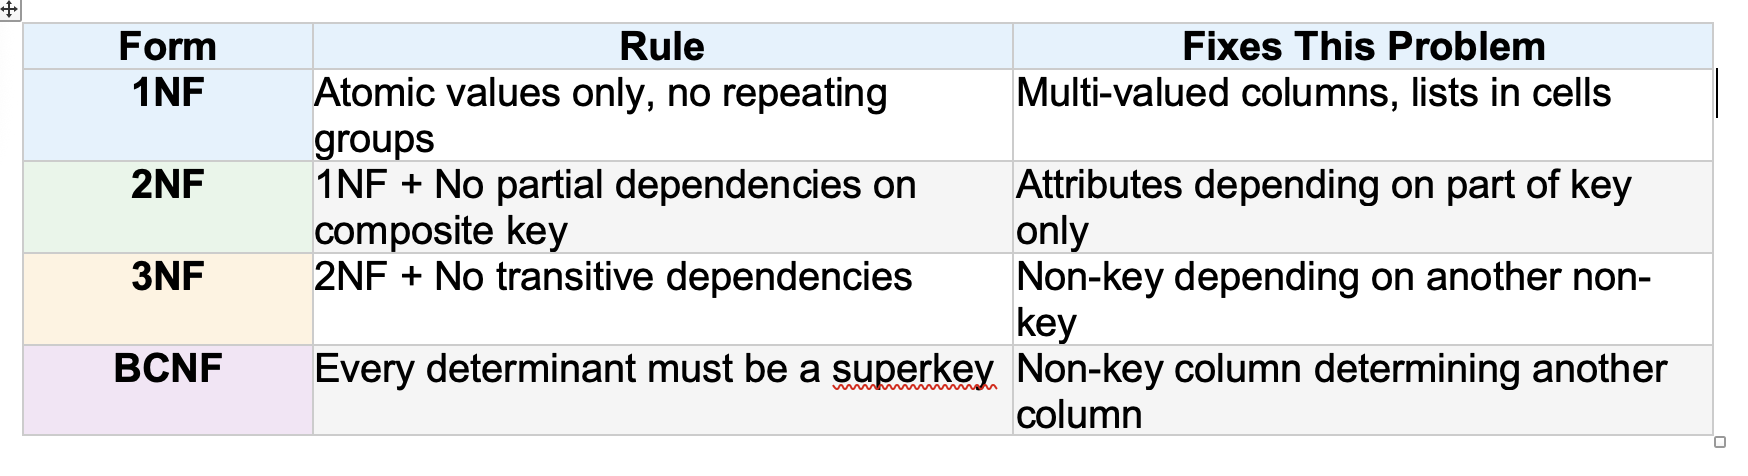 Form Rule Fixes This Problem
1NF Atomic values only, no repeating Multi-valued columns, lists in cells
groups
2NF 1NF + No partial dependencies on Attributes depending on part of key
composite key only
3NF 2NF + No transitive dependencies Non-key depending on another non-
key
BCNF Every determinant must be a superkey Non-key column determining another
column